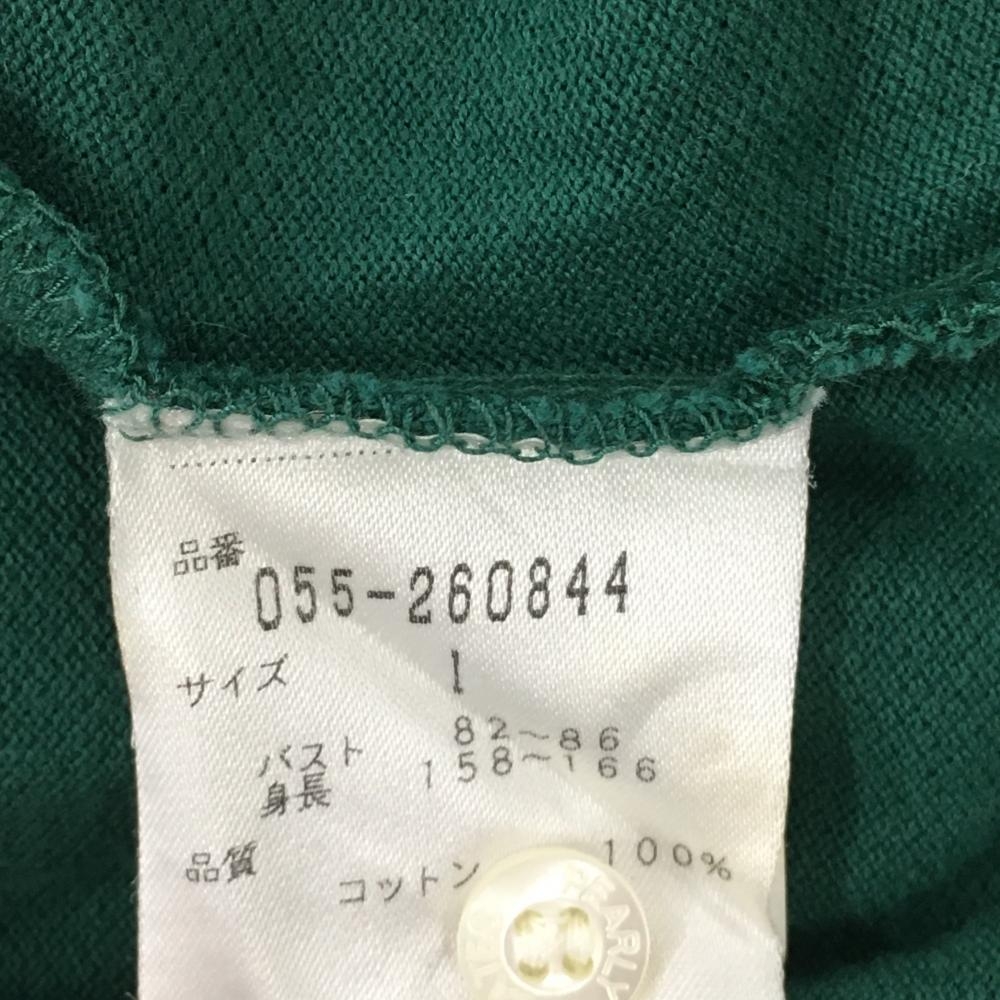 品番 055-260844
サイズ 1
バスト 82~86
身長 158~166
品質 コットン 100%
PEARLY